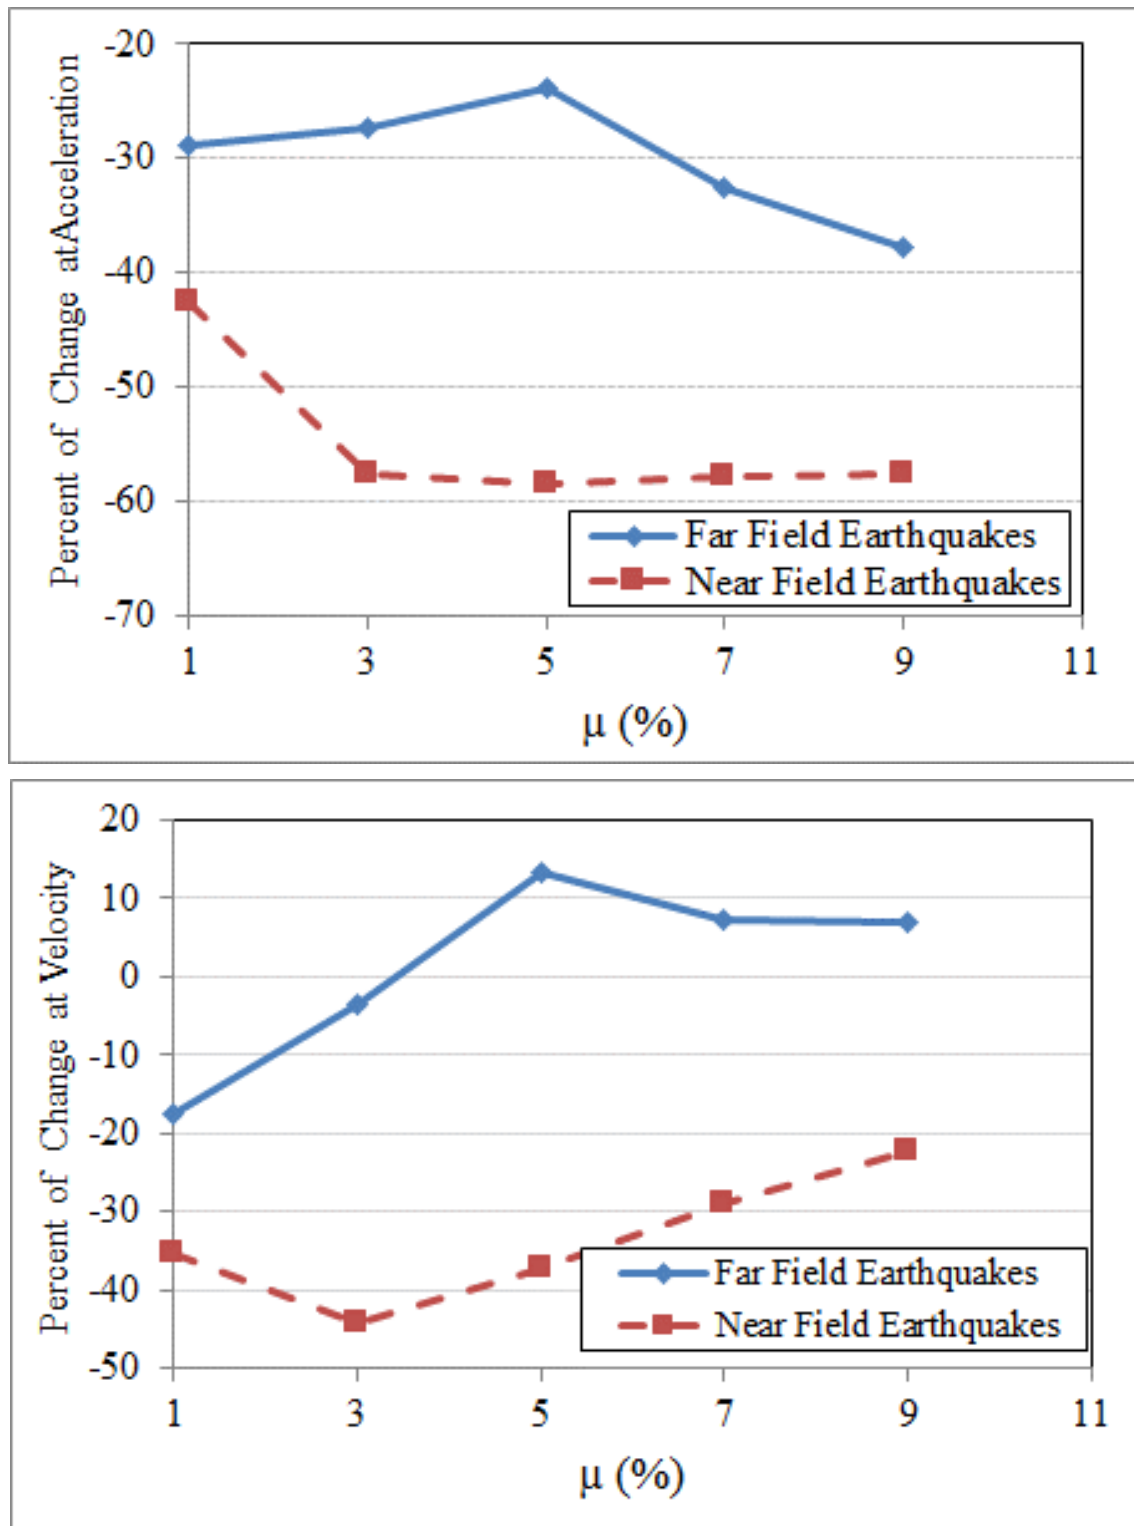 Percent of Change atAcceleration
-20
-30
-40
-50
-60
-70
Far Field Earthquakes
Near Field Earthquakes
1 3 5 7 9 11
μ (%)
Percent of Change at Velocity
20
10
0
-10
-20
-30
-40
-50
Far Field Earthquakes
Near Field Earthquakes
1 3 5 7 9 11
μ (%)